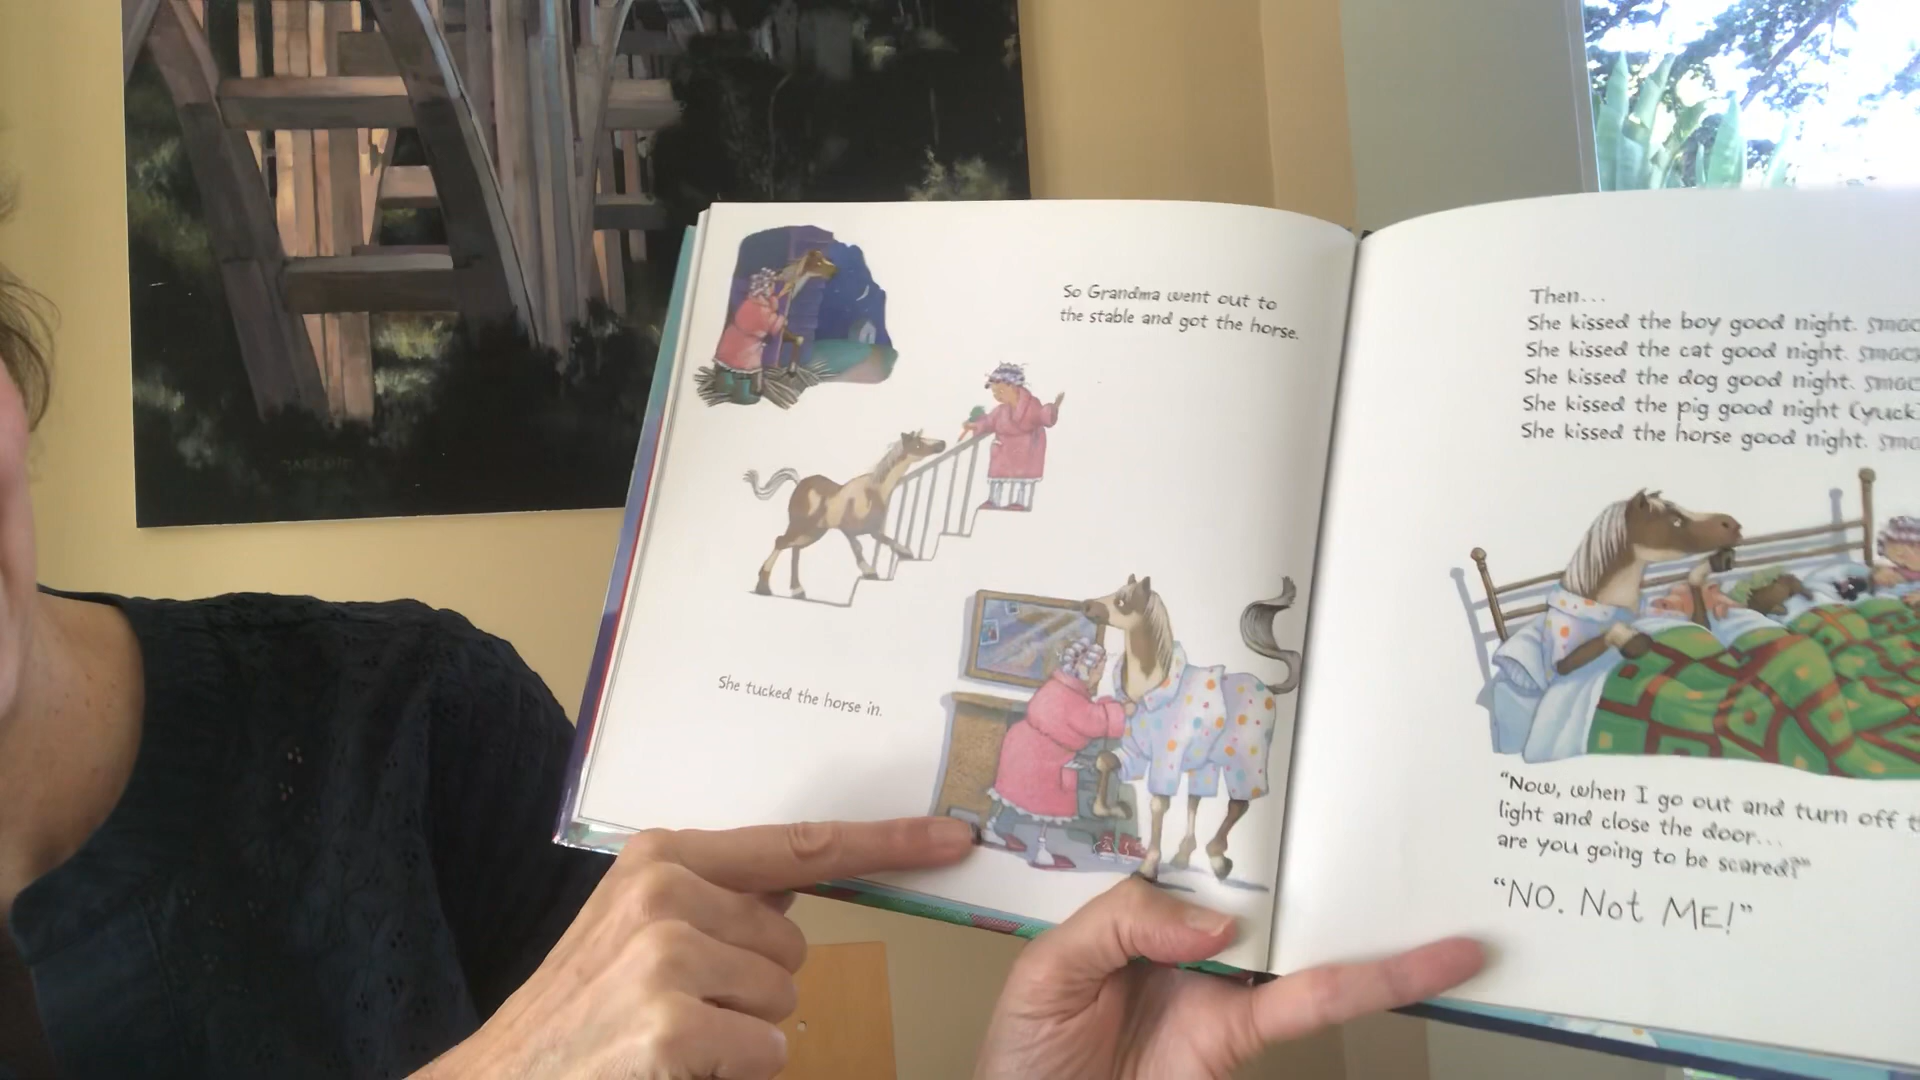 So Grandma went out to
the stable and got the horse.
She tucked the horse in.
Then...
She kissed the boy good night.
She kissed the cat good night.
She kissed the dog good night.
She kissed the pig good night (yuck
She kissed the horse good night.
"Now, when I go out and turn off
light and close the door...
are you going to be scared?"
"NO. Not ME!"